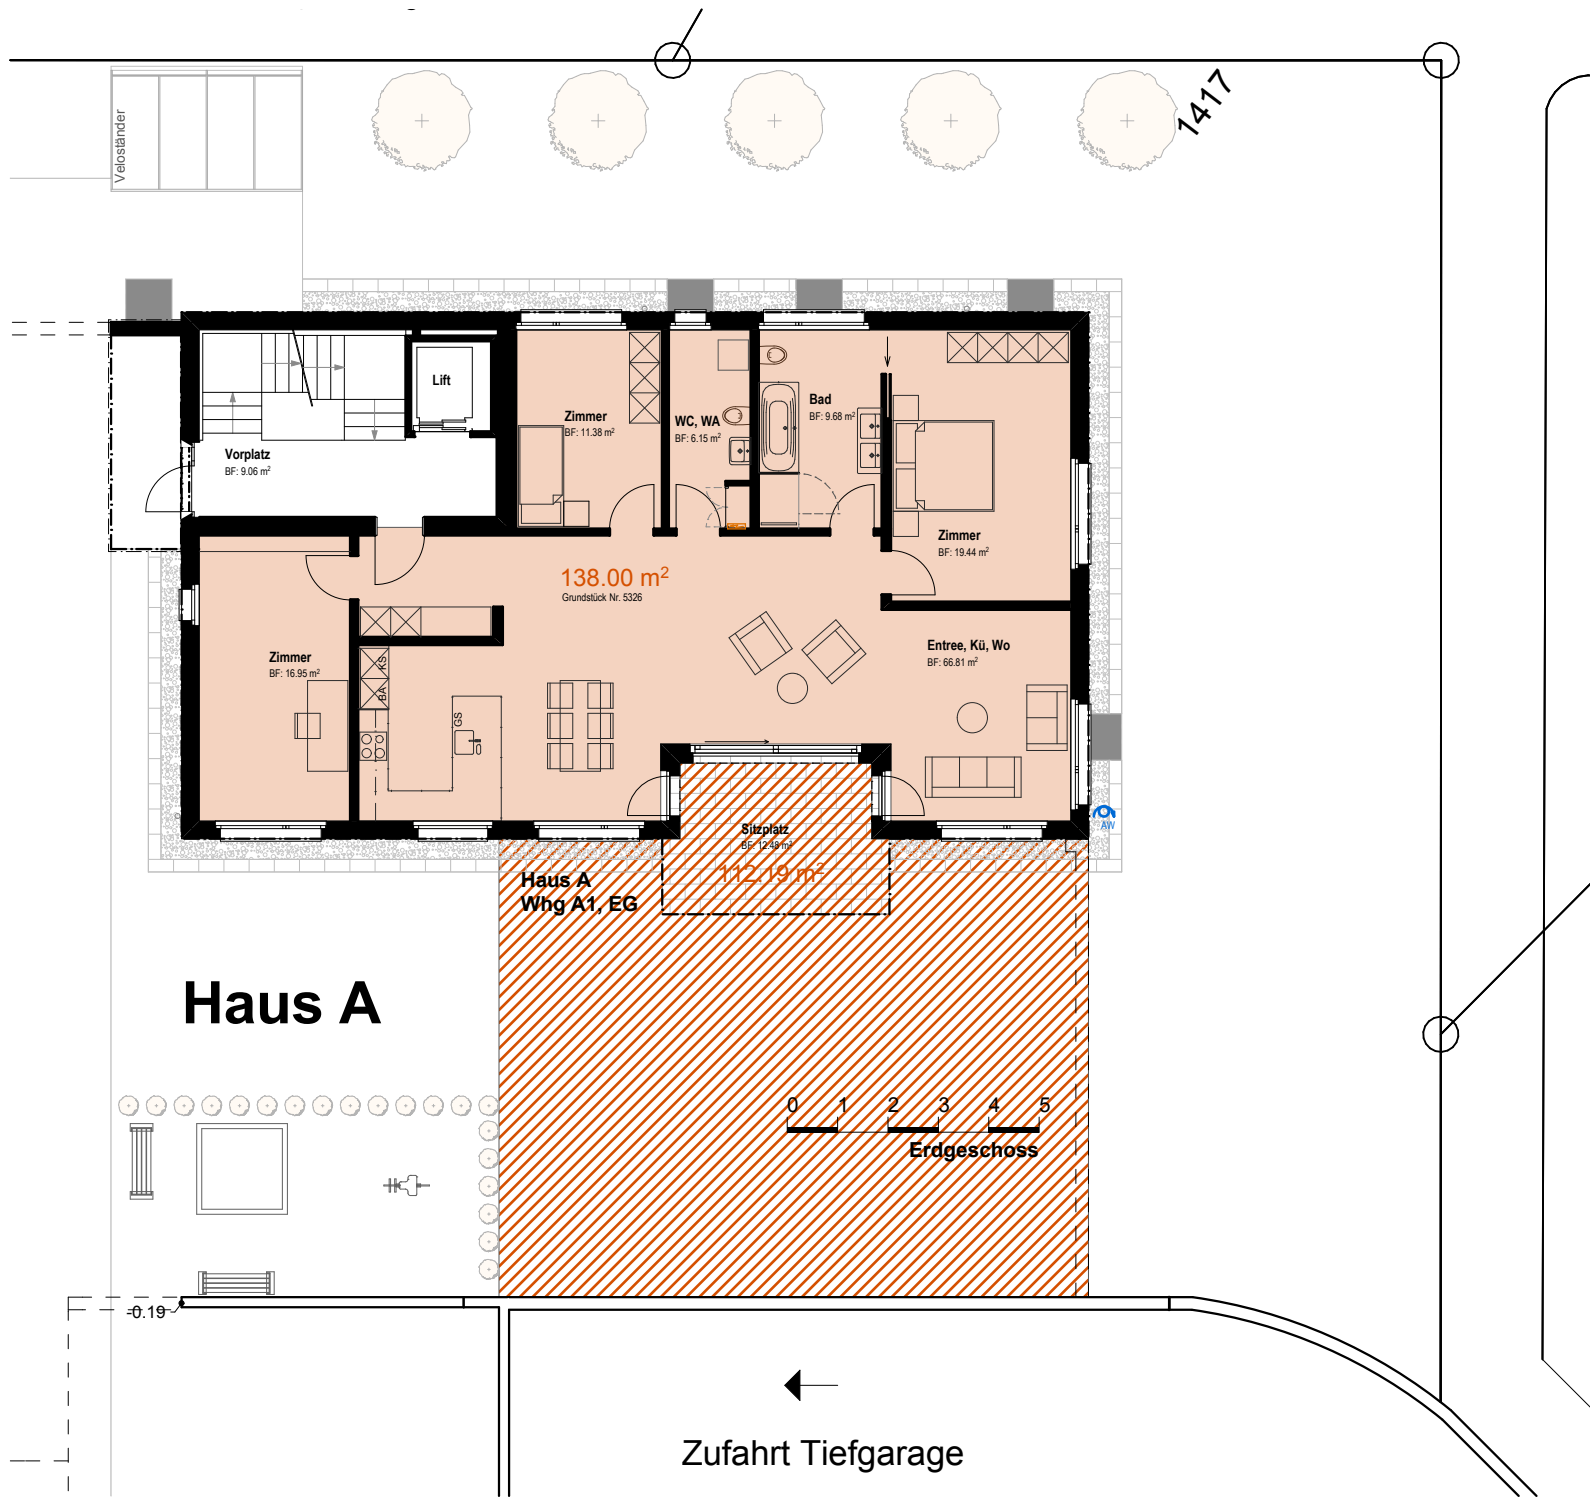 1417
Veloständer
Lift
Zimmer
BF: 11.38 m²
WC, WA
BF: 6.15 m²
Bad
BF: 9.68 m²
Vorplatz
BF: 9.06 m²
Zimmer
BF: 19.44 m²
138.00 m²
Grundstück Nr. 5326
Zimmer
BF: 16.95 m²
KS
BA
GS
Entree, Kü, Wo
BF: 66.81 m²
Sitzplatz
BF: 12.48 m²
112.19 m²
AW
Haus A
Whg A1, EG
Haus A
0 1 2 3 4 5
Erdgeschoss
-0.19
Zufahrt Tiefgarage